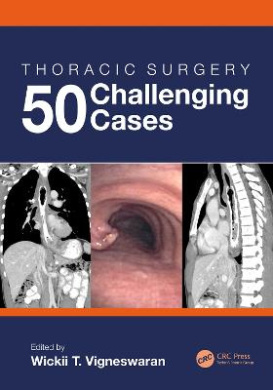 THORACIC SURGERY
50 Challenging
Cases
Edited by
Wickii T. Vigneswaran
CRC Press